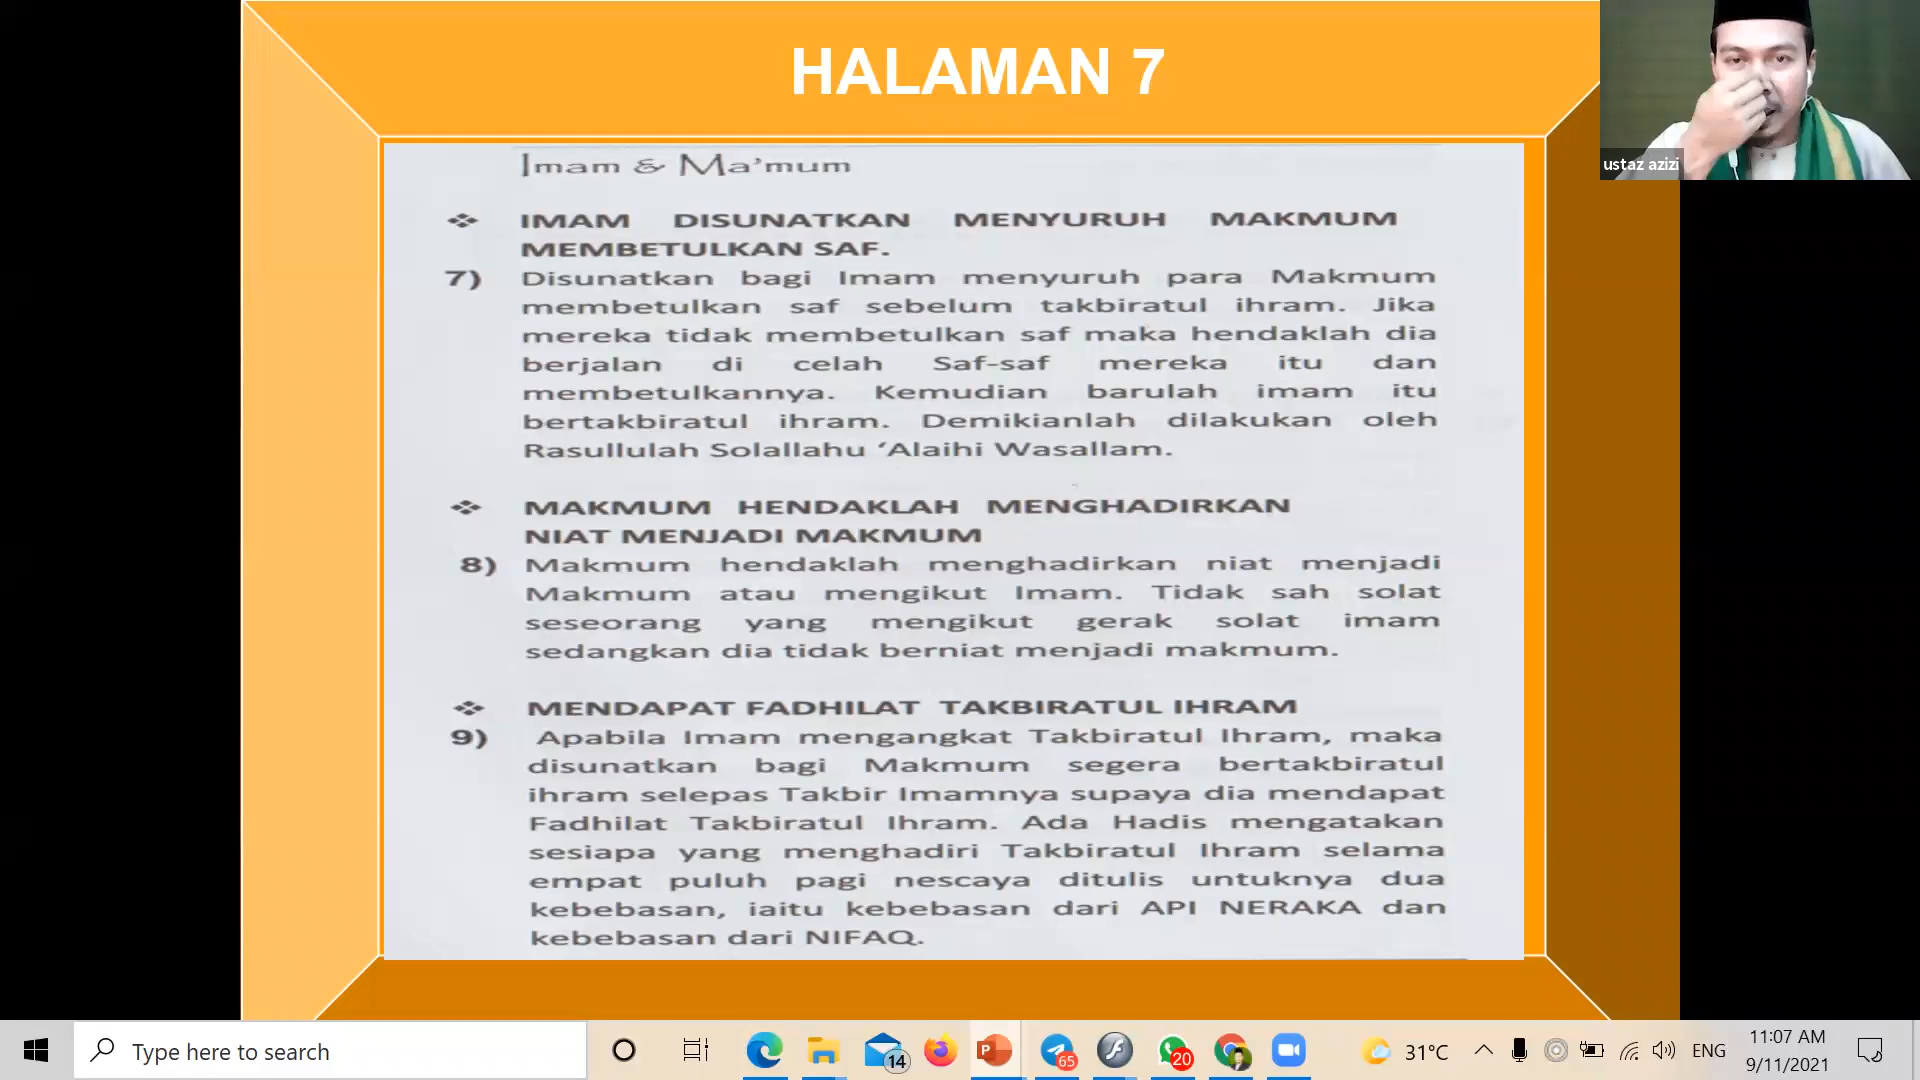 HALAMAN 7
ustaz azizi
Imam & Ma'mum
IMAM DISUNATKAN MENYURUH MAKMUM
MEMBETULKAN SAF.
7) Disunatkan bagi Imam menyuruh para Makmum
membetulkan saf sebelum takbiratul ihram. Jika
mereka tidak membetulkan saf maka hendaklah dia
berjalan di celah Saf-saf mereka itu dan
membetulkannya. Kemudian barulah imam itu
bertakbiratul ihram. Demikianlah dilakukan oleh
Rasullulah Solallahu ‘Alaihi Wasallam.
MAKMUM HENDAKLAH MENGHADIRKAN
NIAT MENJADI MAKMUM
8) Makmum hendaklah menghadirkan niat menjadi
Makmum atau mengikut Imam. Tidak sah solat
seseorang yang mengikut gerak solat imam
sedangkan dia tidak berniat menjadi makmum.
MENDAPAT FADHILAT TAKBIRATUL IHRAM
9) Apabila Imam mengangkat Takbiratul Ihram, maka
disunatkan bagi Makmum segera bertakbiratul
ihram selepas Takbir Imamnya supaya dia mendapat
Fadhilat Takbiratul Ihram. Ada Hadis mengatakan
sesiapa yang menghadiri Takbiratul Ihram selama
empat puluh pagi nescaya ditulis untuknya dua
kebebasan, iaitu kebebasan dari API NERAKA dan
kebebasan dari NIFAQ.
Type here to search
14
65
20
31°C
ENG
11:07 AM
9/11/2021